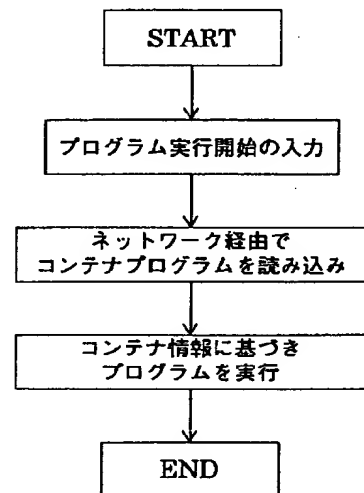 START
プログラム実行開始の入力
ネットワーク経由で
コンテナプログラムを読み込み
コンテナ情報に基づき
プログラムを実行
END